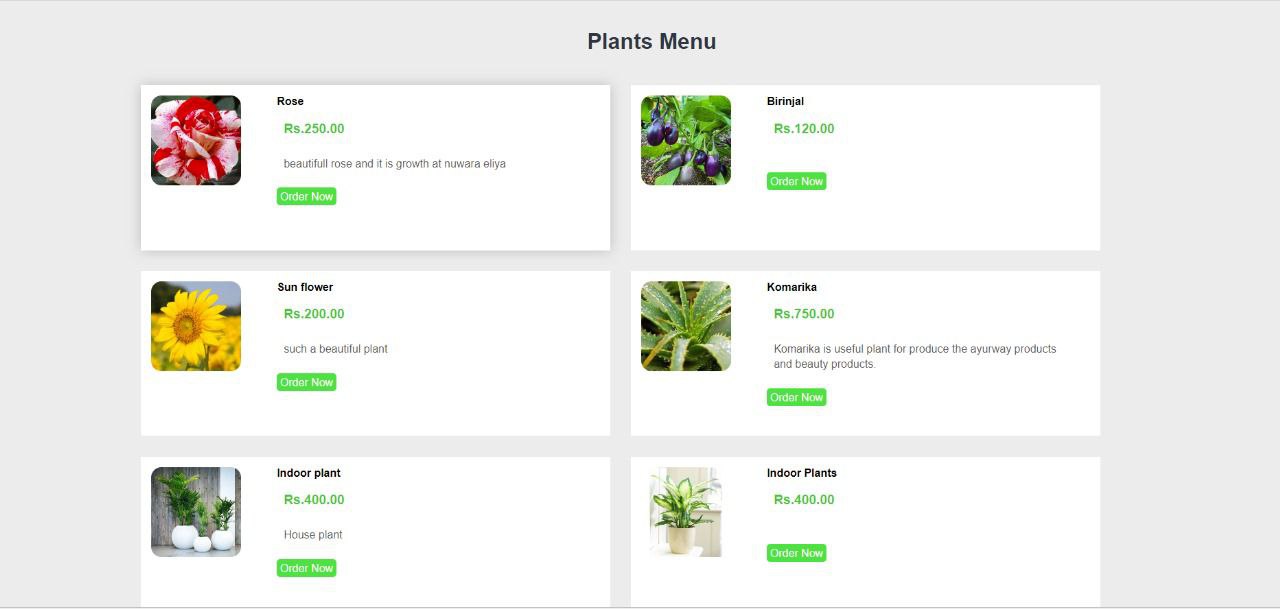 Plants Menu
Rose
Rs.250.00
beautifull rose and it is growth at nuwara eliya
Order Now
Birinjal
Rs.120.00
Order Now
Sun flower
Rs.200.00
such a beautiful plant
Order Now
Komarika
Rs.750.00
Komarika is useful plant for produce the ayurway products
and beauty products.
Order Now
Indoor plant
Rs.400.00
House plant
Order Now
Indoor Plants
Rs.400.00
Order Now